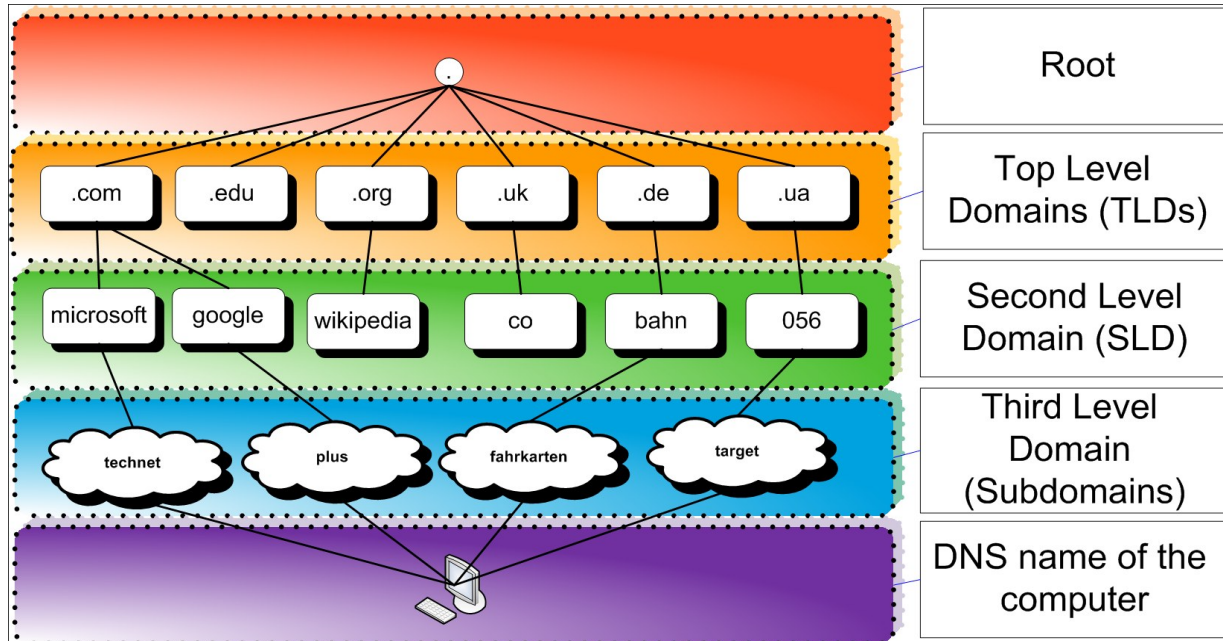 .
Root
.com
.edu
.org
.uk
.de
.ua
Top Level
Domains (TLDs)
microsoft
google
wikipedia
co
bahn
056
Second Level
Domain (SLD)
technet
plus
fahrkarten
target
Third Level
Domain
(Subdomains)
DNS name of the
computer